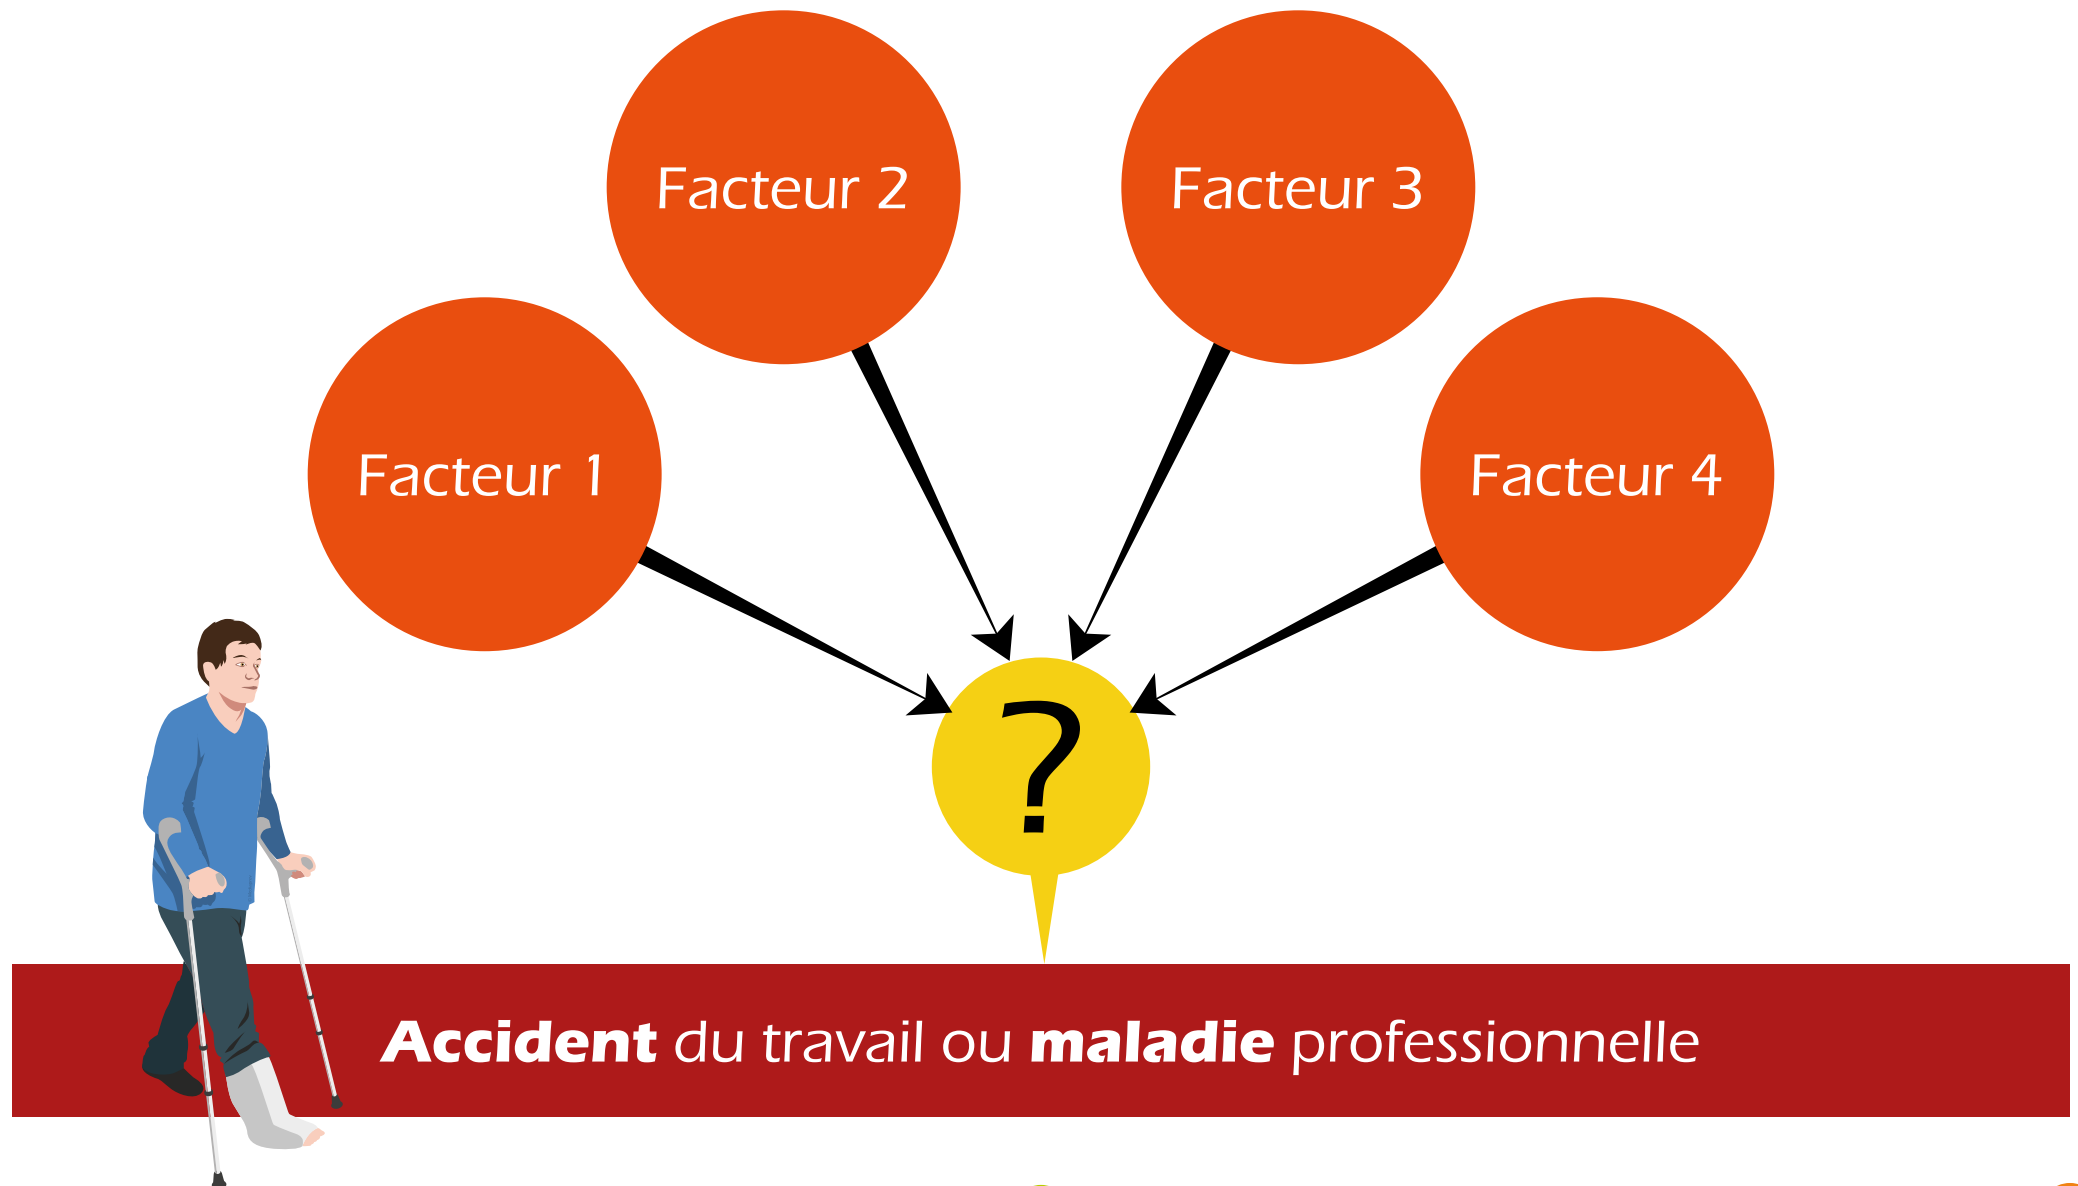 Facteur 2
Facteur 3
Facteur 1
Facteur 4
?
Accident du travail ou maladie professionnelle